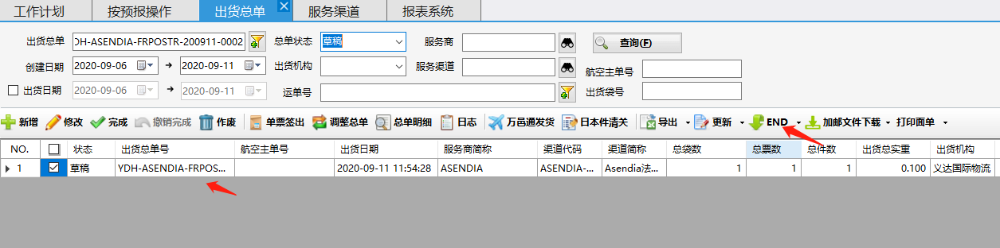 工作计划 按预报操作 出货总单 服务渠道 报表系统
出货总单 DH-ASENDIA-FRPOSTR-200911-0002 总单状态 草稿 服务商 查询(F)
创建日期 2020-09-06 → 2020-09-11 出货机构 服务渠道 航空主单号
出货日期 2020-09-06 → 2020-09-11 运单号 出货袋号
新增 修改 完成 撤销完成 作废 单票签出 调整总单 总单明细 日志 万邑通发货 日本件清关 导出 更新 END 加邮文件下载 打印面单
NO. 状态 出货总单号 航空主单号 出货日期 服务商简称 渠道代码 渠道简称 总袋数 总票数 总件数 出货总实重 出货机构
1 草稿 YDH-ASENDIA-FRPOS... 2020-09-11 11:54:28 ASENDIA ASENDIA-... Asendia法... 1 1 1 0.100 义达国际物流